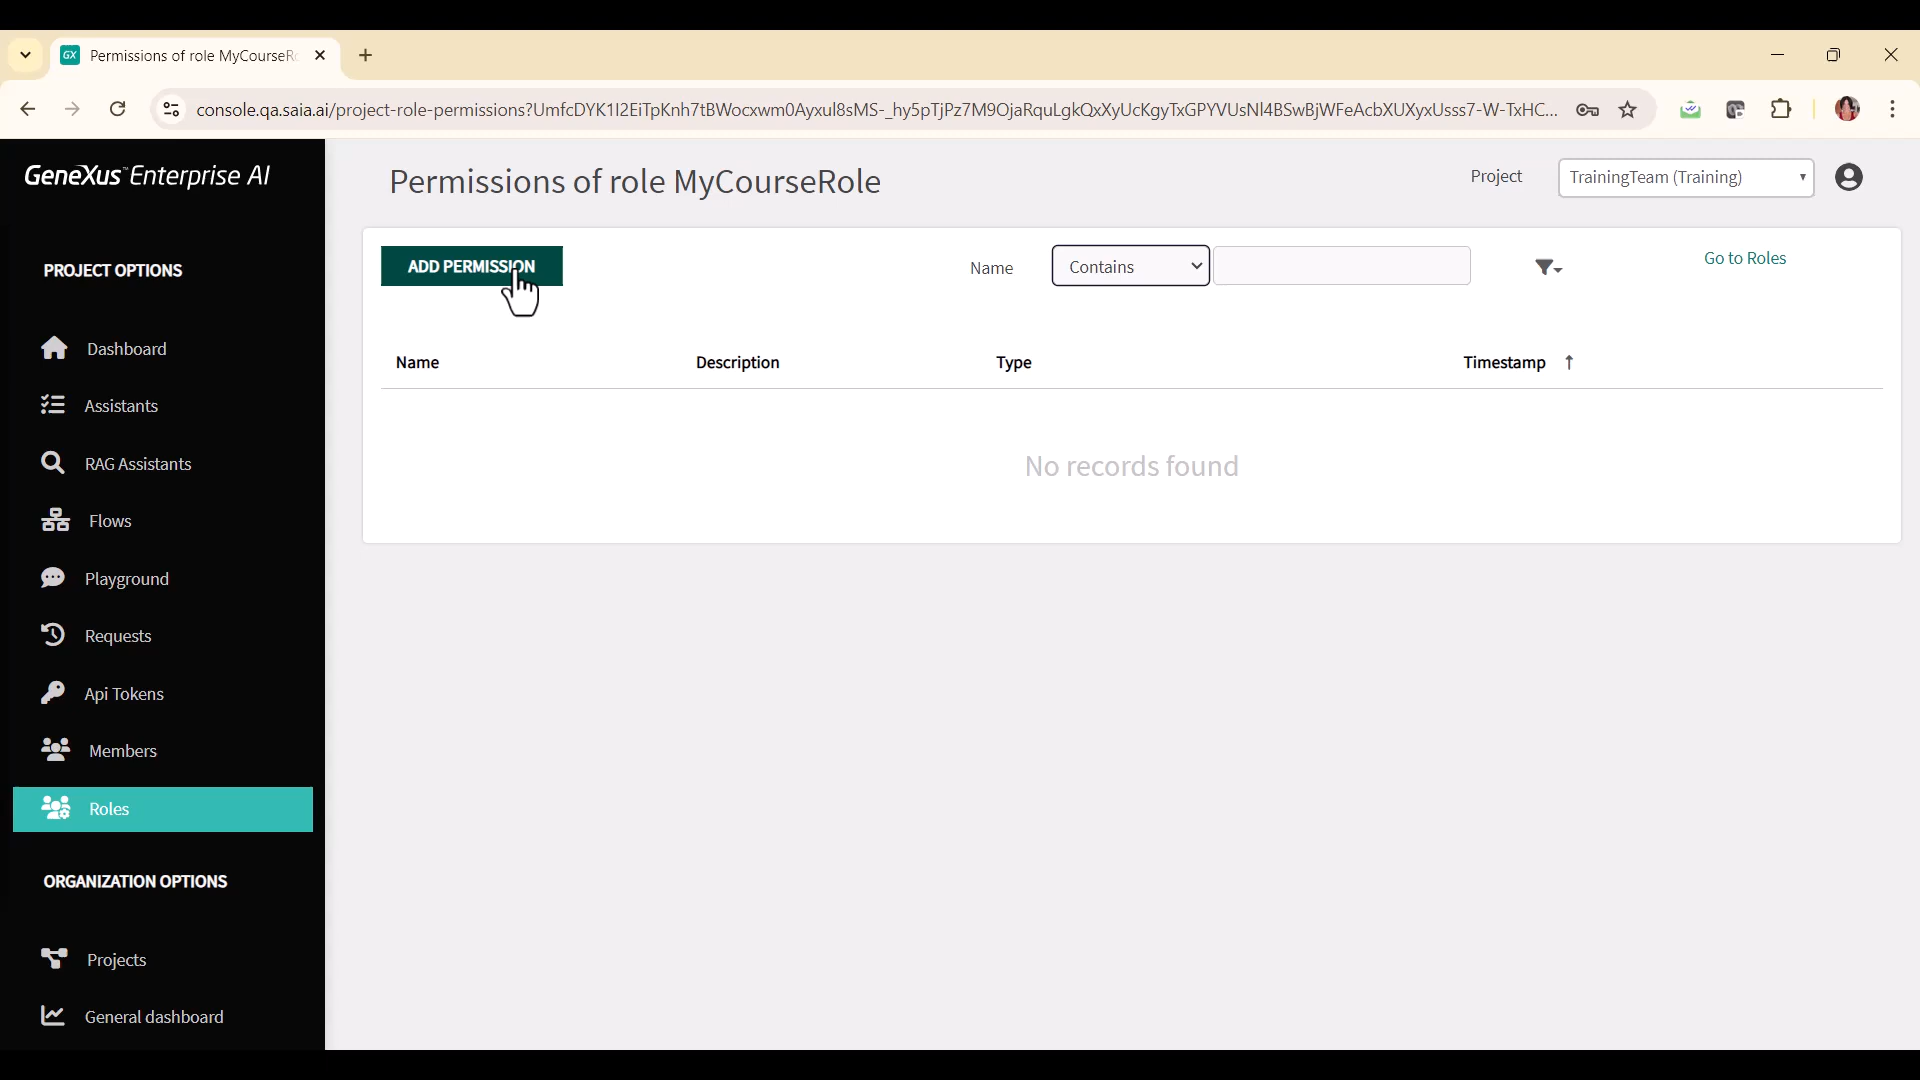 GX Permissions of role MyCourseR
console.qa.saia.ai/project-role-permissions?UmfcDYK1I2EiTpKnh7tBWocxwm0Ayxul8sMS-_hy5pTjPz7M9OjaRquLgkQxXyUcKgyTxGPYVUsNl4BSwBjWFeAcbXUXyxUsss7-W-TxHC...
GeneXus™ Enterprise AI
Permissions of role MyCourseRole
Project
TrainingTeam (Training)
PROJECT OPTIONS
ADD PERMISSION
Name
Contains
Go to Roles
Dashboard
Name Description Type Timestamp ↑
Assistants
RAG Assistants
No records found
Flows
Playground
Requests
Api Tokens
Members
Roles
ORGANIZATION OPTIONS
Projects
General dashboard